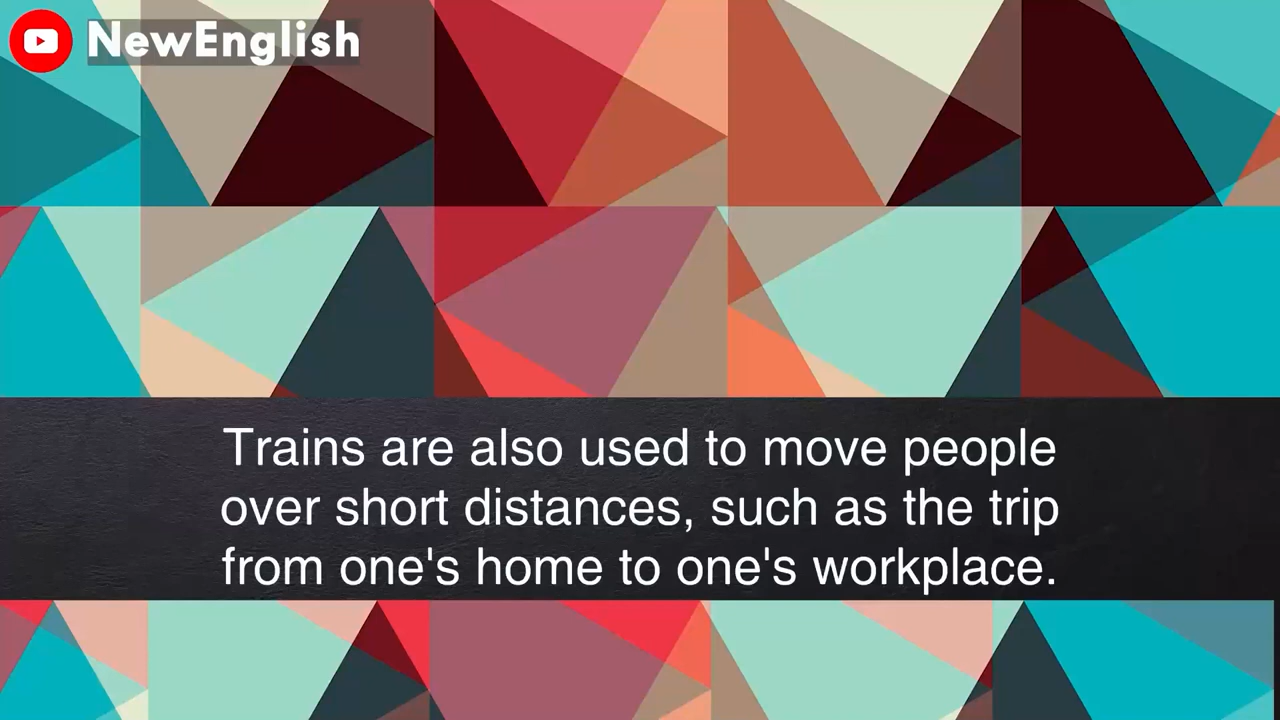 NewEnglish
Trains are also used to move people
over short distances, such as the trip
from one's home to one's workplace.